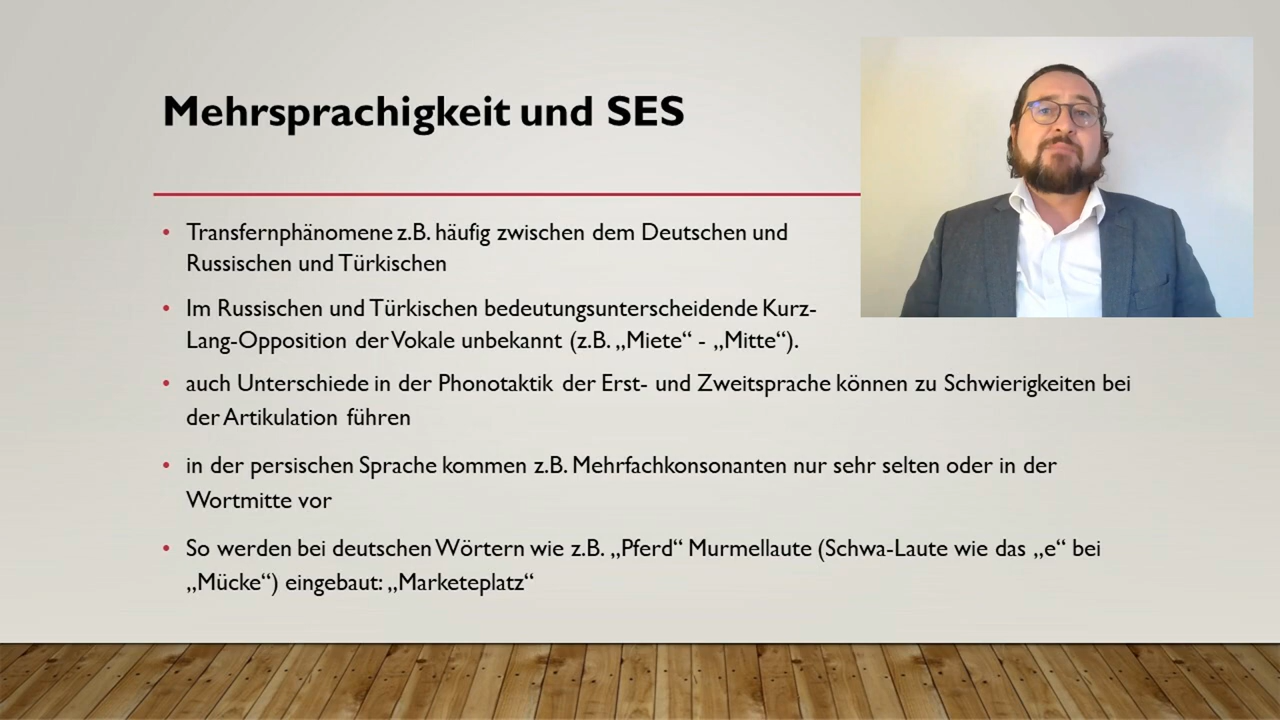 Mehrsprachigkeit und SES
• Transfernphänomene z.B. häufig zwischen dem Deutschen und
Russischen und Türkischen
• Im Russischen und Türkischen bedeutungsunterscheidende Kurz-
Lang-Opposition der Vokale unbekannt (z.B. „Miete“ - „Mitte“).
• auch Unterschiede in der Phonotaktik der Erst- und Zweitsprache können zu Schwierigkeiten bei
der Artikulation führen
• in der persischen Sprache kommen z.B. Mehrfachkonsonanten nur sehr selten oder in der
Wortmitte vor
• So werden bei deutschen Wörtern wie z.B. „Pferd“ Murmellaute (Schwa-Laute wie das „e“ bei
„Mücke“) eingebaut: „Marketeplatz“